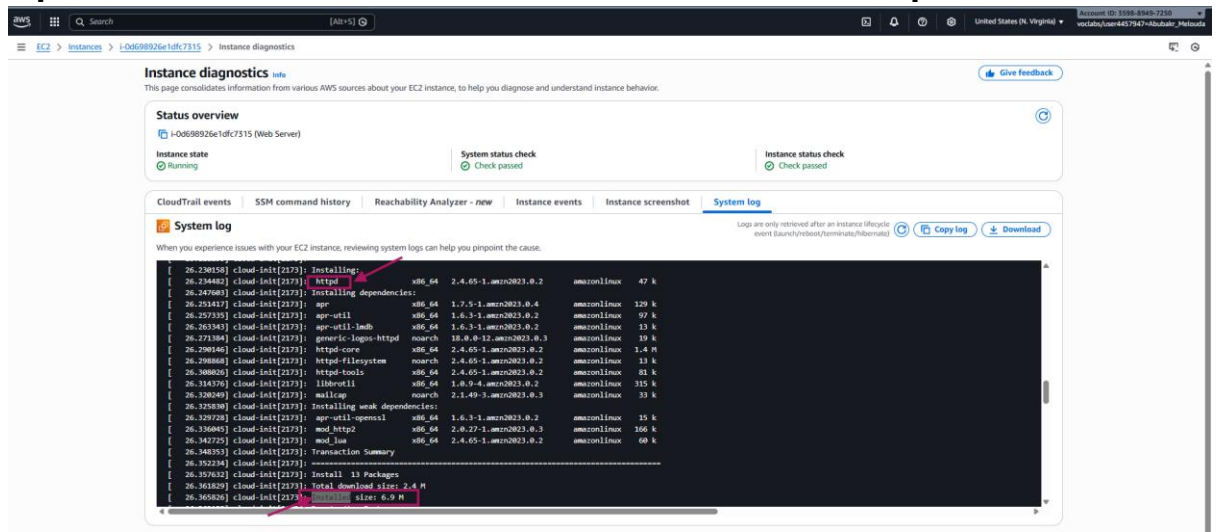 aws Search [Alt+S] United States (N. Virginia) Account ID: 5590-8949-7250
voclabs/user4457947=Abubakr_Melouda
EC2 > Instances > i-0d698926e1dfc7315 > Instance diagnostics
Instance diagnostics Info
Give feedback
This page consolidates information from various AWS sources about your EC2 instance, to help you diagnose and understand instance behavior.
Status overview
i-0d698926e1dfc7315 (Web Server)
Instance state System status check Instance status check
Running Check passed Check passed
CloudTrail events SSM command history Reachability Analyzer - new Instance events Instance screenshot System log
System log
Logs are only retrieved after an instance lifecycle
event (launch/reboot/terminate/hibernate)
Copy log Download
When you experience issues with your EC2 instance, reviewing system logs can help you pinpoint the cause.
[ 26.230158] cloud-init[2173]: Installing:
[ 26.234482] cloud-init[2173]: httpd x86_64 2.4.65-1.amzn2023.0.2 amazonlinux 47 k
[ 26.247603] cloud-init[2173]: Installing dependencies:
[ 26.251417] cloud-init[2173]: apr x86_64 1.7.5-1.amzn2023.0.4 amazonlinux 129 k
[ 26.257335] cloud-init[2173]: apr-util x86_64 1.6.3-1.amzn2023.0.2 amazonlinux 97 k
[ 26.263343] cloud-init[2173]: apr-util-lmdb x86_64 1.6.3-1.amzn2023.0.2 amazonlinux 13 k
[ 26.271384] cloud-init[2173]: generic-logos-httpd noarch 18.0.0-12.amzn2023.0.3 amazonlinux 19 k
[ 26.290146] cloud-init[2173]: httpd-core x86_64 2.4.65-1.amzn2023.0.2 amazonlinux 1.4 M
[ 26.298868] cloud-init[2173]: httpd-filesystem noarch 2.4.65-1.amzn2023.0.2 amazonlinux 13 k
[ 26.308026] cloud-init[2173]: httpd-tools x86_64 2.4.65-1.amzn2023.0.2 amazonlinux 81 k
[ 26.314376] cloud-init[2173]: libbrotli x86_64 1.0.9-4.amzn2023.0.2 amazonlinux 315 k
[ 26.320249] cloud-init[2173]: mailcap noarch 2.1.49-3.amzn2023.0.3 amazonlinux 33 k
[ 26.325830] cloud-init[2173]: Installing weak dependencies:
[ 26.329728] cloud-init[2173]: apr-util-openssl x86_64 1.6.3-1.amzn2023.0.2 amazonlinux 15 k
[ 26.336045] cloud-init[2173]: mod_http2 x86_64 2.0.27-1.amzn2023.0.3 amazonlinux 166 k
[ 26.342725] cloud-init[2173]: mod_lua x86_64 2.4.65-1.amzn2023.0.2 amazonlinux 60 k
[ 26.348353] cloud-init[2173]: Transaction Summary
[ 26.352234] cloud-init[2173]: ================================================================================
[ 26.357632] cloud-init[2173]: Install 13 Packages
[ 26.361829] cloud-init[2173]: Total download size: 2.4 M
[ 26.365826] cloud-init[2173]: Installed size: 6.9 M